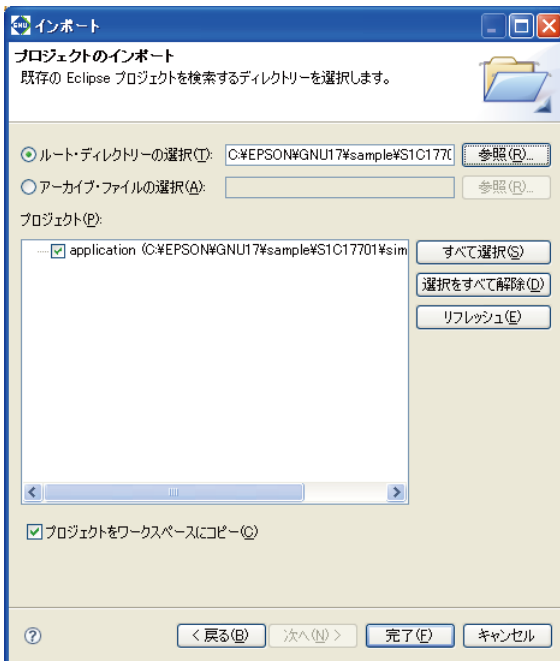 GNU インポート
プロジェクトのインポート
既存の Eclipse プロジェクトを検索するディレクトリーを選択します。
ルート・ディレクトリーの選択(T): C:¥EPSON¥GNU17¥sample¥S1C1770 参照(R)...
アーカイブ・ファイルの選択(A): 参照(R)...
プロジェクト(P):
application (C:¥EPSON¥GNU17¥sample¥S1C17701¥sim
すべて選択(S)
選択をすべて解除(D)
リフレッシュ(E)
プロジェクトをワークスペースにコピー(C)
? < 戻る(B) 次へ(N) > 完了(F) キャンセル